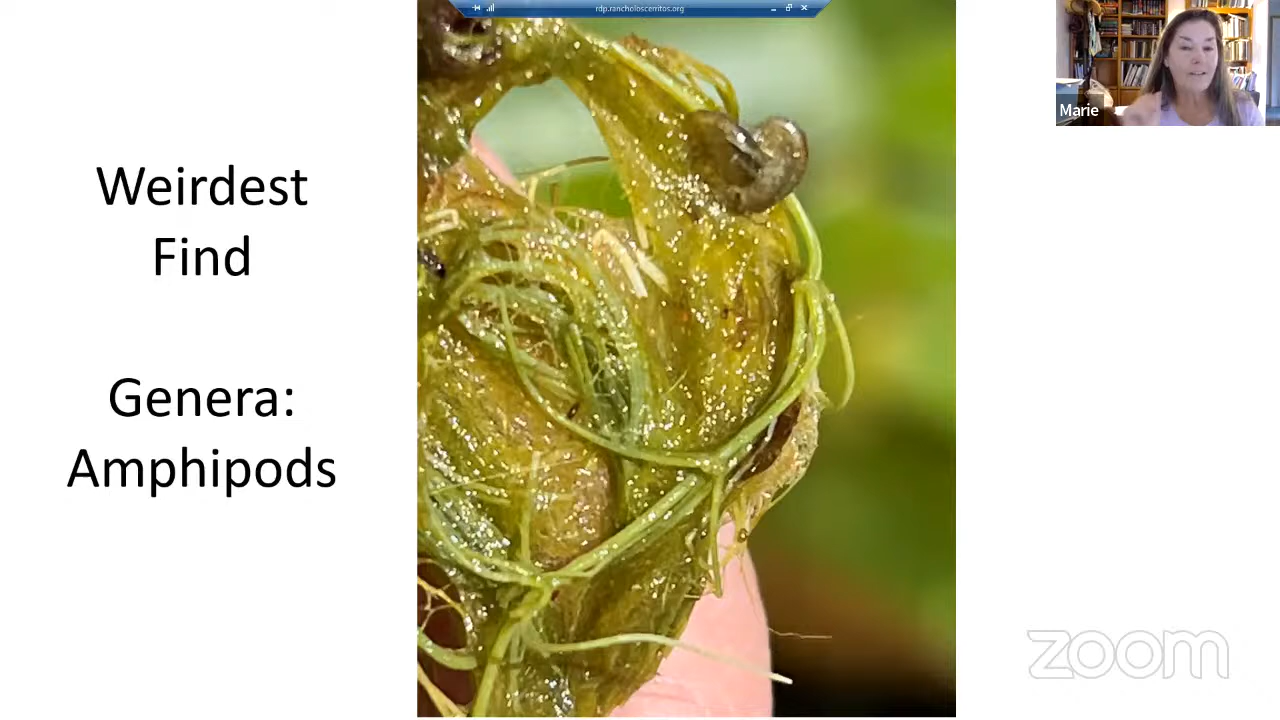 rdp.rancholoscerritos.org
Marie
Weirdest
Find
Genera:
Amphipods
zoom